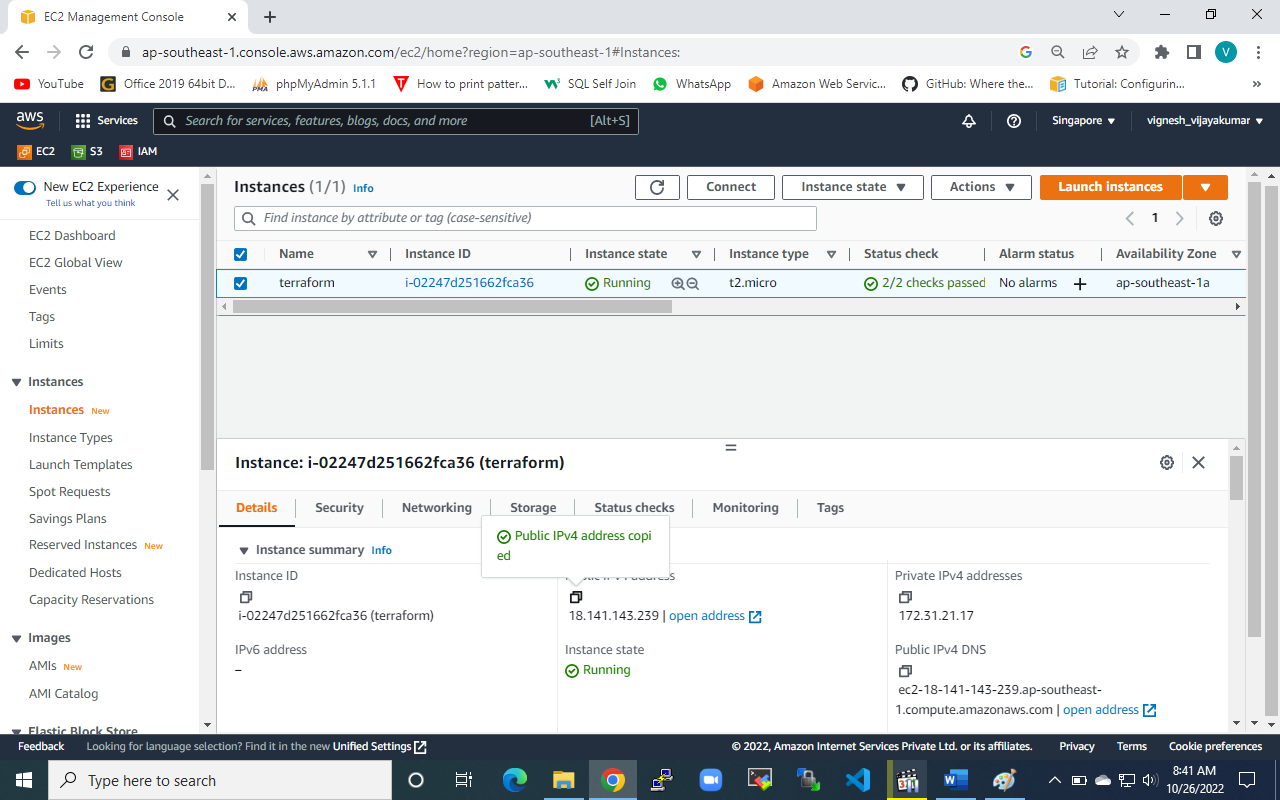 EC2 Management Console
ap-southeast-1.console.aws.amazon.com/ec2/home?region=ap-southeast-1#Instances:
V
YouTube
Office 2019 64bit D...
phpMyAdmin 5.1.1
How to print patter...
SQL Self Join
WhatsApp
Amazon Web Servic...
GitHub: Where the...
Tutorial: Configurin...
aws
Services
Search for services, features, blogs, docs, and more
[Alt+S]
Singapore
vignesh_vijayakumar
EC2
S3
IAM
New EC2 Experience
Tell us what you think
EC2 Dashboard
EC2 Global View
Events
Tags
Limits
Instances
Instances New
Instance Types
Launch Templates
Spot Requests
Savings Plans
Reserved Instances New
Dedicated Hosts
Capacity Reservations
Images
AMIs New
AMI Catalog
Elastic Block Store
Instances (1/1) Info
Connect
Instance state
Actions
Launch instances
Find instance by attribute or tag (case-sensitive)
1
Name
Instance ID
Instance state
Instance type
Status check
Alarm status
Availability Zone
terraform
i-02247d251662fca36
Running
t2.micro
2/2 checks passed
No alarms
ap-southeast-1a
Instance: i-02247d251662fca36 (terraform)
Details
Security
Networking
Storage
Status checks
Monitoring
Tags
Public IPv4 address copi
ed
Instance summary Info
Instance ID
i-02247d251662fca36 (terraform)
Public IPv4 address
18.141.143.239 | open address
Private IPv4 addresses
172.31.21.17
IPv6 address
–
Instance state
Running
Public IPv4 DNS
ec2-18-141-143-239.ap-southeast-
1.compute.amazonaws.com | open address
Feedback
Looking for language selection? Find it in the new Unified Settings
© 2022, Amazon Internet Services Private Ltd. or its affiliates.
Privacy
Terms
Cookie preferences
Type here to search
8:41 AM
10/26/2022